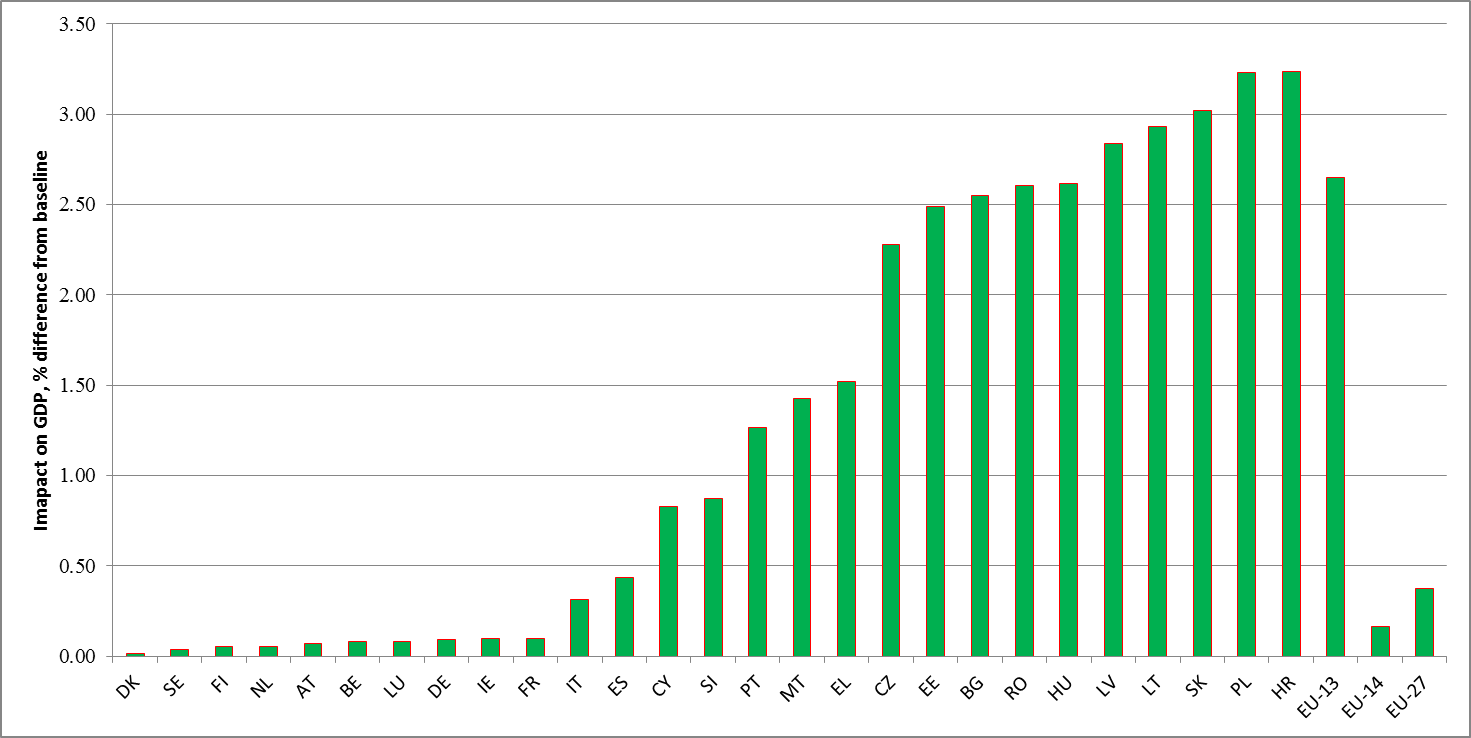 Imapact on GDP, % difference from baseline
3.50
3.00
2.50
2.00
1.50
1.00
0.50
0.00
DK
SE
FI
NL
AT
BE
LU
DE
IE
FR
IT
ES
CY
SI
PT
MT
EL
CZ
EE
BG
RO
HU
LV
LT
SK
PL
HR
EU-13
EU-14
EU-27